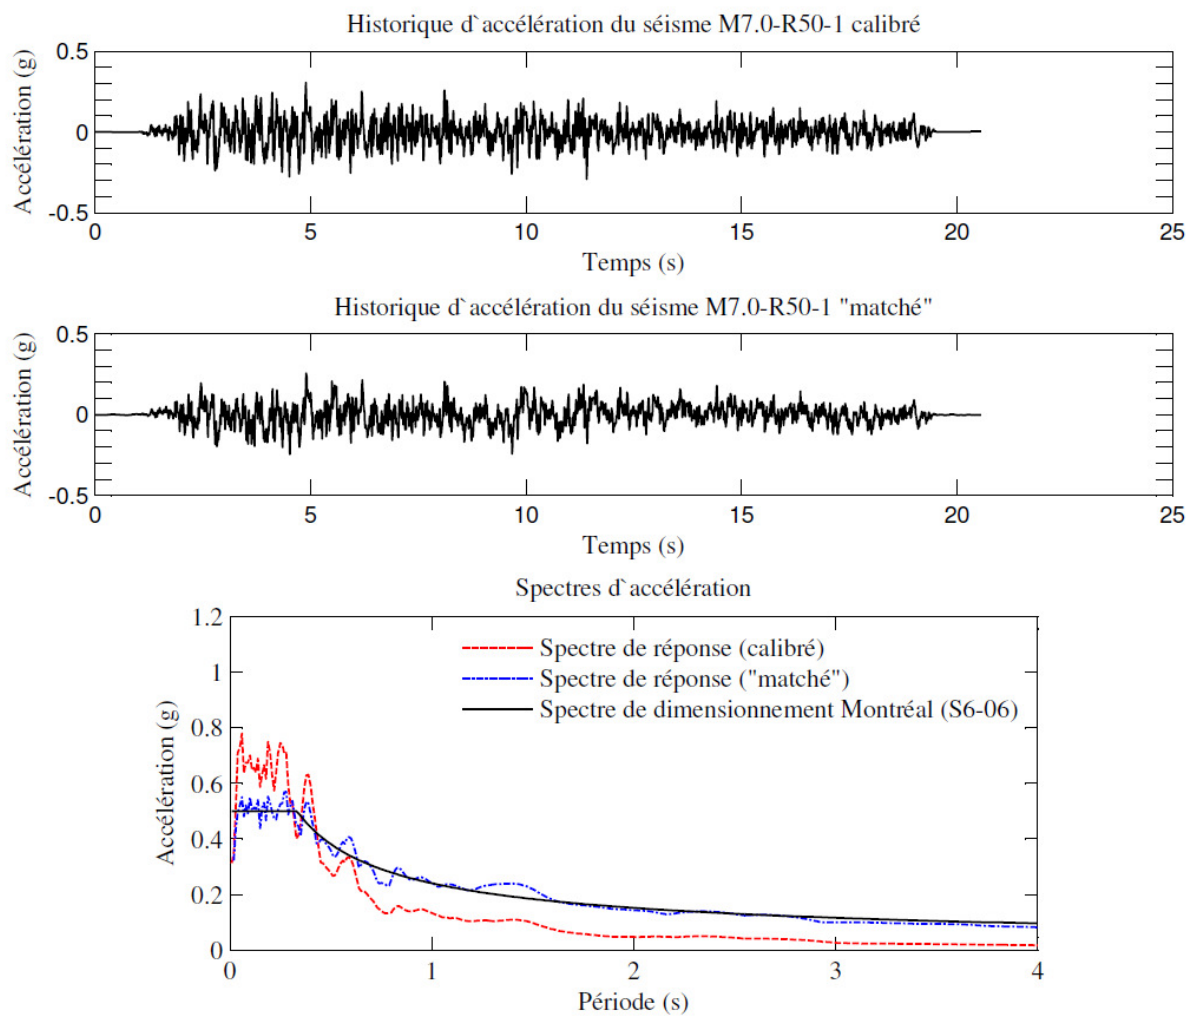 Historique d`accélération du séisme M7.0-R50-1 calibré
Accélération (g)
0.5
0
-0.5
0 5 10 15 20 25
Temps (s)
Historique d`accélération du séisme M7.0-R50-1 "matché"
Accélération (g)
0.5
0
-0.5
0 5 10 15 20 25
Temps (s)
Spectres d`accélération
Accélération (g)
1.2
1
0.8
0.6
0.4
0.2
0
Spectre de réponse (calibré)
Spectre de réponse ("matché")
Spectre de dimensionnement Montréal (S6-06)
0 1 2 3 4
Période (s)